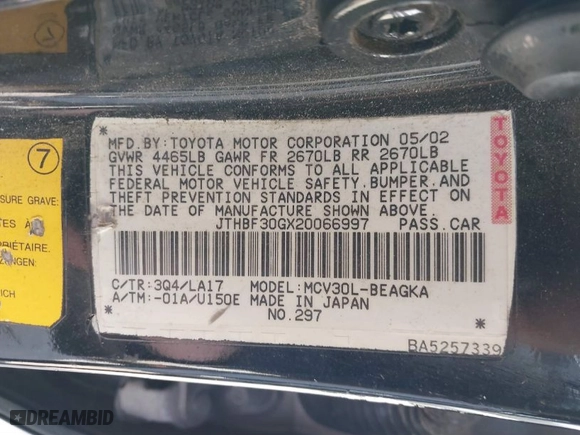 MFD.BY:TOYOTA MOTOR CORPORATION 05/02
GVWR 4465LB GAWR FR 2670LB RR 2670LB
THIS VEHICLE CONFORMS TO ALL APPLICABLE
FEDERAL MOTOR VEHICLE SAFETY.BUMPER.AND
THEFT PREVENTION STANDARDS IN EFFECT ON
THE DATE OF MANUFACTURE SHOWN ABOVE.
JTHBF30GX20066997 PASS.CAR
C/TR:3Q4/LA17 MODEL:MCV30L-BEAGKA
A/TM:-01A/U150E MADE IN JAPAN
NO.297
BA5257339
TOYOTA
7
SURE GRAVE:
PRIÉTAIRE.
ZANGEN:
ICH
DREAMBID